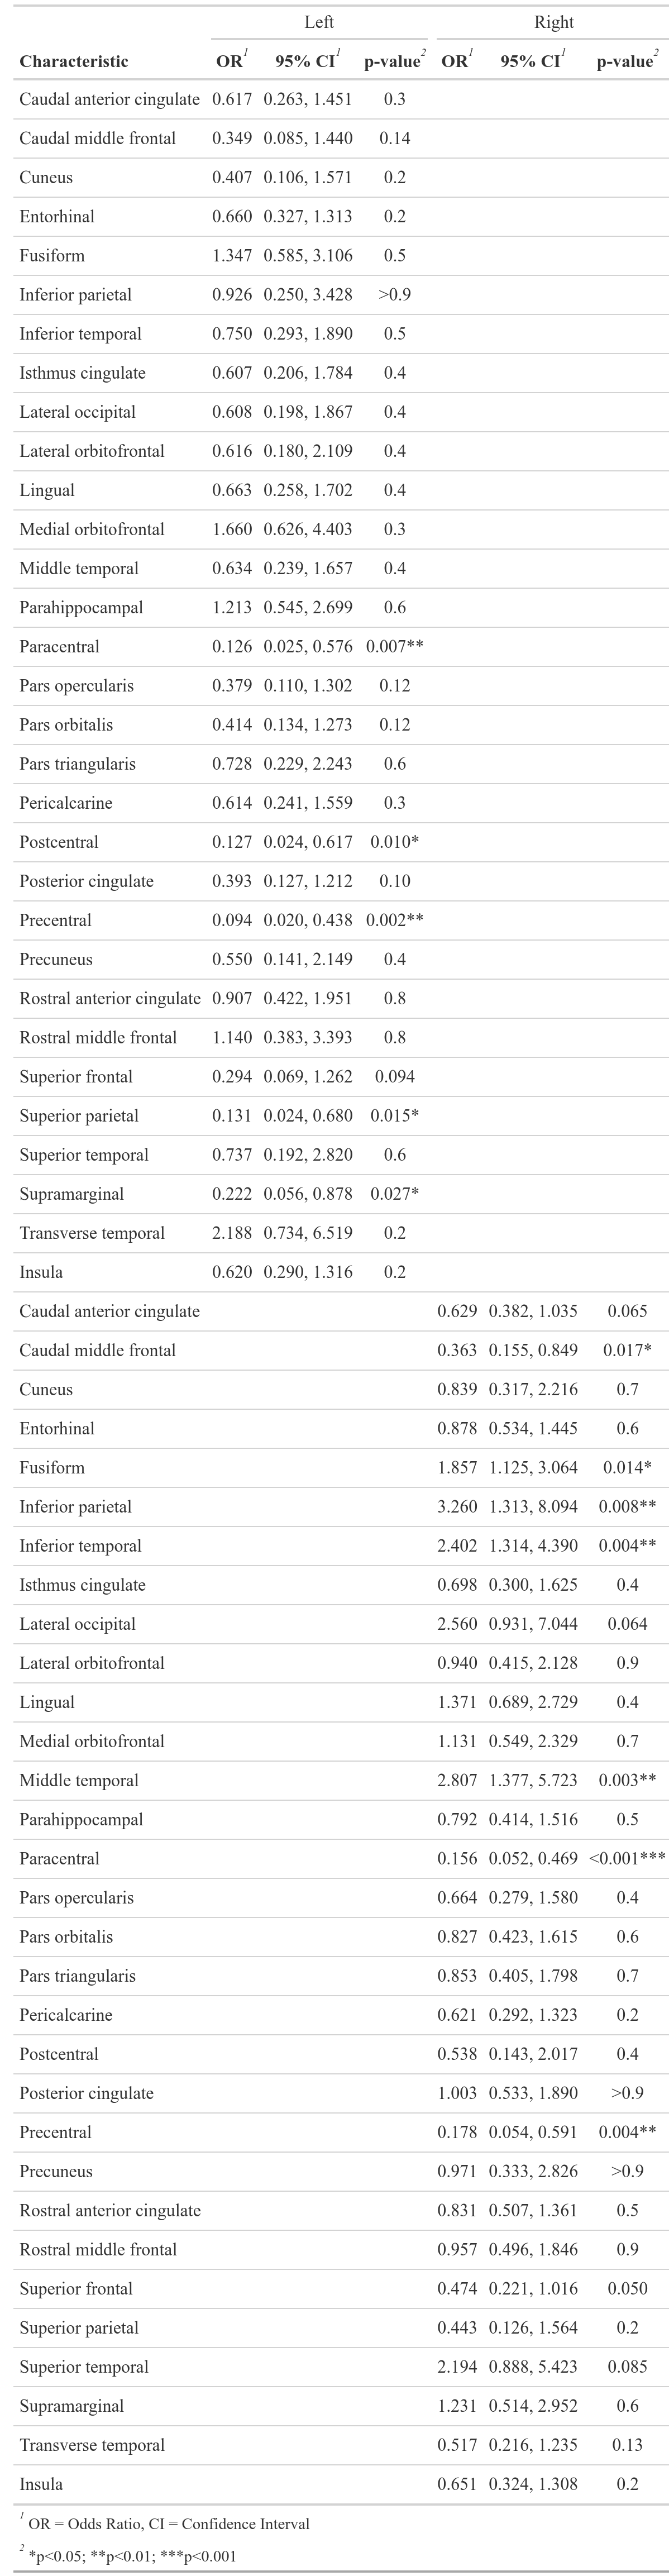 Left Right
Characteristic OR1 95% CI1 p-value2 OR1 95% CI1 p-value2
Caudal anterior cingulate 0.617 0.263, 1.451 0.3
Caudal middle frontal 0.349 0.085, 1.440 0.14
Cuneus 0.407 0.106, 1.571 0.2
Entorhinal 0.660 0.327, 1.313 0.2
Fusiform 1.347 0.585, 3.106 0.5
Inferior parietal 0.926 0.250, 3.428 >0.9
Inferior temporal 0.750 0.293, 1.890 0.5
Isthmus cingulate 0.607 0.206, 1.784 0.4
Lateral occipital 0.608 0.198, 1.867 0.4
Lateral orbitofrontal 0.616 0.180, 2.109 0.4
Lingual 0.663 0.258, 1.702 0.4
Medial orbitofrontal 1.660 0.626, 4.403 0.3
Middle temporal 0.634 0.239, 1.657 0.4
Parahippocampal 1.213 0.545, 2.699 0.6
Paracentral 0.126 0.025, 0.576 0.007**
Pars opercularis 0.379 0.110, 1.302 0.12
Pars orbitalis 0.414 0.134, 1.273 0.12
Pars triangularis 0.728 0.229, 2.243 0.6
Pericalcarine 0.614 0.241, 1.559 0.3
Postcentral 0.127 0.024, 0.617 0.010*
Posterior cingulate 0.393 0.127, 1.212 0.10
Precentral 0.094 0.020, 0.438 0.002**
Precuneus 0.550 0.141, 2.149 0.4
Rostral anterior cingulate 0.907 0.422, 1.951 0.8
Rostral middle frontal 1.140 0.383, 3.393 0.8
Superior frontal 0.294 0.069, 1.262 0.094
Superior parietal 0.131 0.024, 0.680 0.015*
Superior temporal 0.737 0.192, 2.820 0.6
Supramarginal 0.222 0.056, 0.878 0.027*
Transverse temporal 2.188 0.734, 6.519 0.2
Insula 0.620 0.290, 1.316 0.2
Caudal anterior cingulate 0.629 0.382, 1.035 0.065
Caudal middle frontal 0.363 0.155, 0.849 0.017*
Cuneus 0.839 0.317, 2.216 0.7
Entorhinal 0.878 0.534, 1.445 0.6
Fusiform 1.857 1.125, 3.064 0.014*
Inferior parietal 3.260 1.313, 8.094 0.008**
Inferior temporal 2.402 1.314, 4.390 0.004**
Isthmus cingulate 0.698 0.300, 1.625 0.4
Lateral occipital 2.560 0.931, 7.044 0.064
Lateral orbitofrontal 0.940 0.415, 2.128 0.9
Lingual 1.371 0.689, 2.729 0.4
Medial orbitofrontal 1.131 0.549, 2.329 0.7
Middle temporal 2.807 1.377, 5.723 0.003**
Parahippocampal 0.792 0.414, 1.516 0.5
Paracentral 0.156 0.052, 0.469 <0.001***
Pars opercularis 0.664 0.279, 1.580 0.4
Pars orbitalis 0.827 0.423, 1.615 0.6
Pars triangularis 0.853 0.405, 1.798 0.7
Pericalcarine 0.621 0.292, 1.323 0.2
Postcentral 0.538 0.143, 2.017 0.4
Posterior cingulate 1.003 0.533, 1.890 >0.9
Precentral 0.178 0.054, 0.591 0.004**
Precuneus 0.971 0.333, 2.826 >0.9
Rostral anterior cingulate 0.831 0.507, 1.361 0.5
Rostral middle frontal 0.957 0.496, 1.846 0.9
Superior frontal 0.474 0.221, 1.016 0.050
Superior parietal 0.443 0.126, 1.564 0.2
Superior temporal 2.194 0.888, 5.423 0.085
Supramarginal 1.231 0.514, 2.952 0.6
Transverse temporal 0.517 0.216, 1.235 0.13
Insula 0.651 0.324, 1.308 0.2
1 OR = Odds Ratio, CI = Confidence Interval
2 *p<0.05; **p<0.01; ***p<0.001